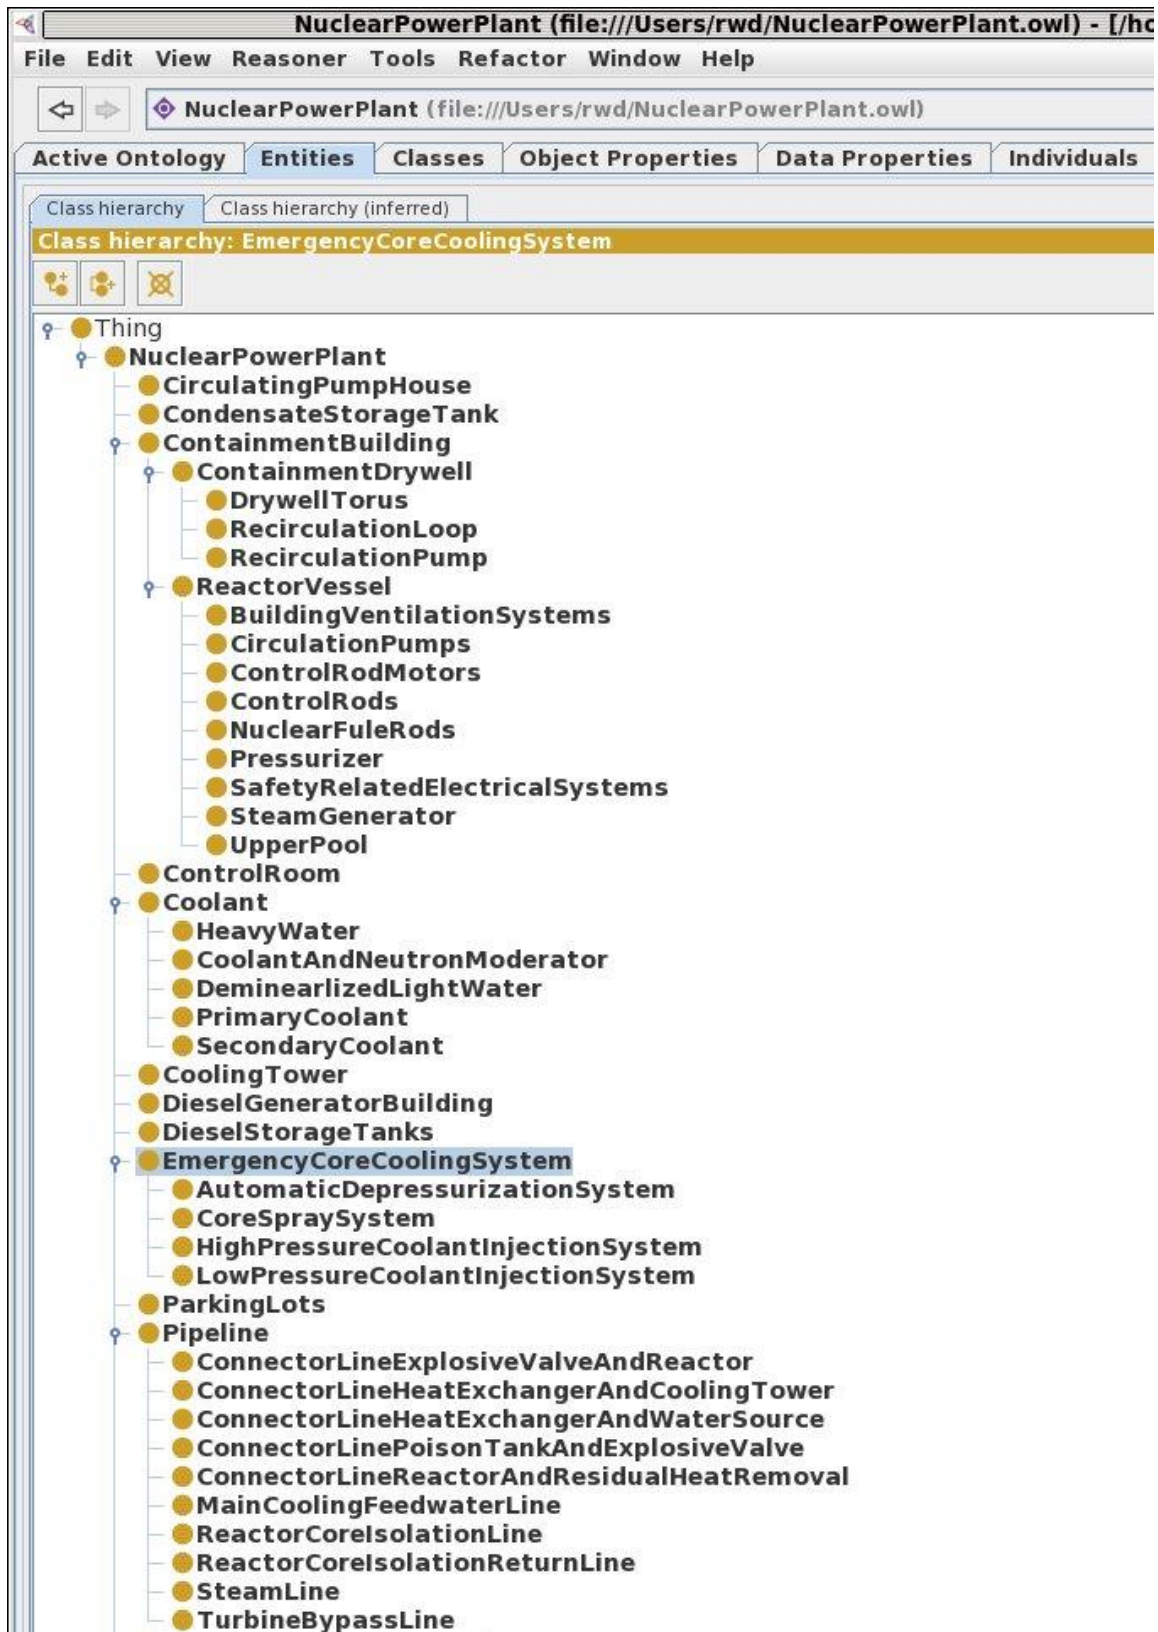 NuclearPowerPlant (file:///Users/rwd/NuclearPowerPlant.owl) - [/ho
File Edit View Reasoner Tools Refactor Window Help
NuclearPowerPlant (file:///Users/rwd/NuclearPowerPlant.owl)
Active Ontology Entities Classes Object Properties Data Properties Individuals
Class hierarchy Class hierarchy (inferred)
Class hierarchy: EmergencyCoreCoolingSystem
Thing
NuclearPowerPlant
CirculatingPumpHouse
CondensateStorageTank
ContainmentBuilding
ContainmentDrywell
DrywellTorus
RecirculationLoop
RecirculationPump
ReactorVessel
BuildingVentilationSystems
CirculationPumps
ControlRodMotors
ControlRods
NuclearFuleRods
Pressurizer
SafetyRelatedElectricalSystems
SteamGenerator
UpperPool
ControlRoom
Coolant
HeavyWater
CoolantAndNeutronModerator
DeminearlizedLightWater
PrimaryCoolant
SecondaryCoolant
CoolingTower
DieselGeneratorBuilding
DieselStorageTanks
EmergencyCoreCoolingSystem
AutomaticDepressurizationSystem
CoreSpraySystem
HighPressureCoolantInjectionSystem
LowPressureCoolantInjectionSystem
ParkingLots
Pipeline
ConnectorLineExplosiveValveAndReactor
ConnectorLineHeatExchangerAndCoolingTower
ConnectorLineHeatExchangerAndWaterSource
ConnectorLinePoisonTankAndExplosiveValve
ConnectorLineReactorAndResidualHeatRemoval
MainCoolingFeedwaterLine
ReactorCoreIsolationLine
ReactorCoreIsolationReturnLine
SteamLine
TurbineBypassLine